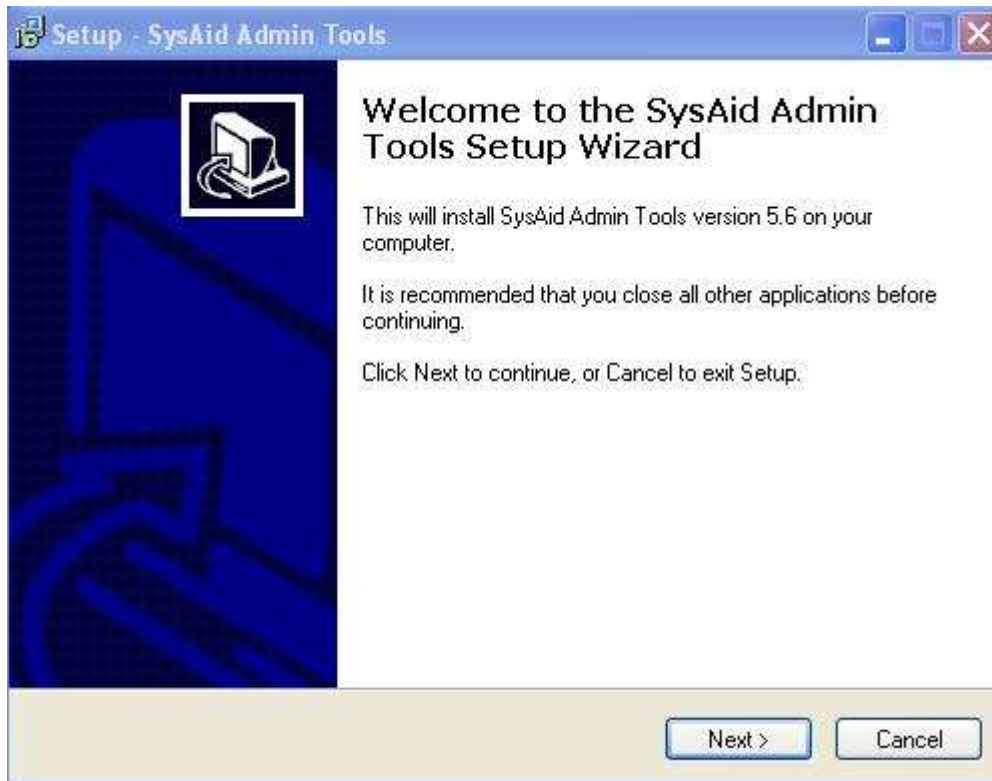 Setup - SysAid Admin Tools
Welcome to the SysAid Admin
Tools Setup Wizard
This will install SysAid Admin Tools version 5.6 on your
computer.
It is recommended that you close all other applications before
continuing.
Click Next to continue, or Cancel to exit Setup.
Next >
Cancel